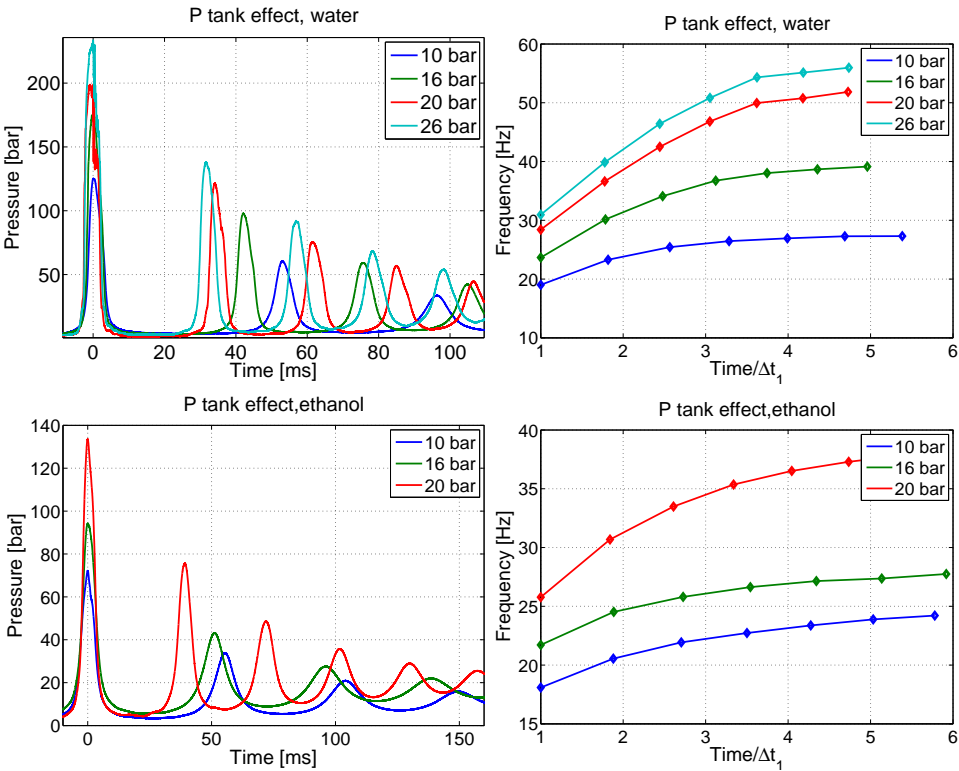 P tank effect, water
Pressure [bar]
200
150
100
50
0 20 40 60 80 100
Time [ms]
10 bar
16 bar
20 bar
26 bar
P tank effect, water
Frequency [Hz]
60
50
40
30
20
10
1 2 3 4 5 6
Time/Δt1
10 bar
16 bar
20 bar
26 bar
P tank effect,ethanol
Pressure [bar]
140
120
100
80
60
40
20
0
0 50 100 150
Time [ms]
10 bar
16 bar
20 bar
P tank effect,ethanol
Frequency [Hz]
40
35
30
25
20
15
1 2 3 4 5 6
Time/Δt1
10 bar
16 bar
20 bar